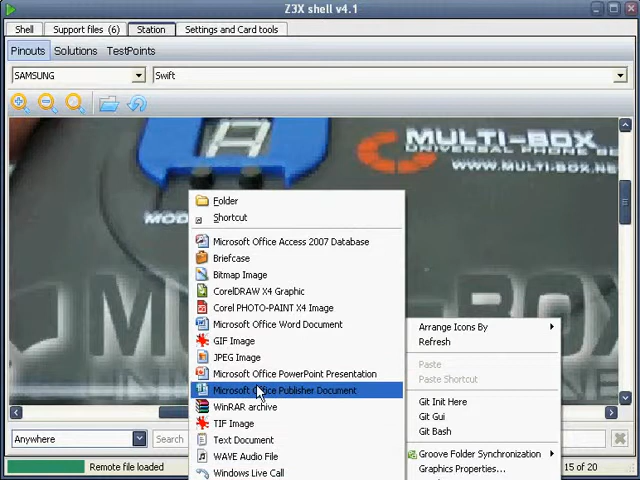 Z3X shell v4.1
Shell
Support files (6)
Station
Settings and Card tools
Pinouts
Solutions
TestPoints
SAMSUNG
Swift
MULTI-BOX
WWW.MULTI-BOX.NE
MOD
Folder
Shortcut
Microsoft Office Access 2007 Database
Briefcase
Bitmap Image
CorelDRAW X4 Graphic
Corel PHOTO-PAINT X4 Image
Microsoft Office Word Document
GIF Image
JPEG Image
Microsoft Office PowerPoint Presentation
Microsoft Office Publisher Document
WinRAR archive
TIF Image
Text Document
WAVE Audio File
Windows Live Call
Arrange Icons By
Refresh
Paste
Paste Shortcut
Git Init Here
Git Gui
Git Bash
Groove Folder Synchronization
Graphics Properties...
Anywhere
Search
Remote file loaded
15 of 20